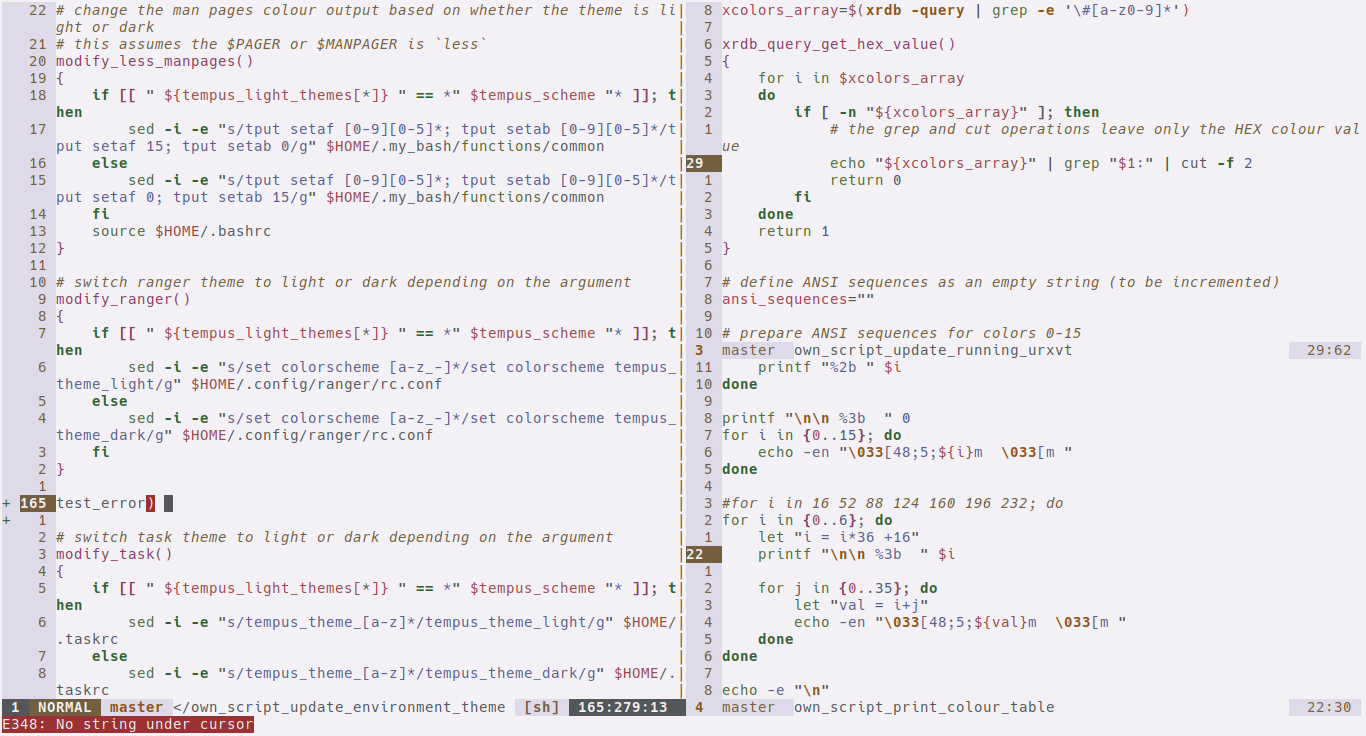 22 # change the man pages colour output based on whether the theme is li
ght or dark
21 # this assumes the $PAGER or $MANPAGER is `less`
20 modify_less_manpages()
19 {
18     if [[ " ${tempus_light_themes[*]} " == *" $tempus_scheme "* ]]; t
hen
17         sed -i -e "s/tput setaf [0-9][0-5]*; tput setab [0-9][0-5]*/t
put setaf 15; tput setab 0/g" $HOME/.my_bash/functions/common
16     else
15         sed -i -e "s/tput setaf [0-9][0-5]*; tput setab [0-9][0-5]*/t
put setaf 0; tput setab 15/g" $HOME/.my_bash/functions/common
14     fi
13     source $HOME/.bashrc
12 }
11
10 # switch ranger theme to light or dark depending on the argument
9 modify_ranger()
8 {
7     if [[ " ${tempus_light_themes[*]} " == *" $tempus_scheme "* ]]; t
hen
6         sed -i -e "s/set colorscheme [a-z_-]*/set colorscheme tempus_
theme_light/g" $HOME/.config/ranger/rc.conf
5     else
4         sed -i -e "s/set colorscheme [a-z_-]*/set colorscheme tempus_
theme_dark/g" $HOME/.config/ranger/rc.conf
3     fi
2 }
1
+ 165 test_error)
+ 1
2 # switch task theme to light or dark depending on the argument
3 modify_task()
4 {
5     if [[ " ${tempus_light_themes[*]} " == *" $tempus_scheme "* ]]; t
hen
6         sed -i -e "s/tempus_theme_[a-z]*/tempus_theme_light/g" $HOME/
.taskrc
7     else
8         sed -i -e "s/tempus_theme_[a-z]*/tempus_theme_dark/g" $HOME/.
taskrc
1 NORMAL master </own_script_update_environment_theme [sh] 165:279:13
E348: No string under cursor
8 xcolors_array=$(xrdb -query | grep -e '\#[a-z0-9]*')
7
6 xrdb_query_get_hex_value()
5 {
4     for i in $xcolors_array
3     do
2         if [ -n "${xcolors_array}" ]; then
1             # the grep and cut operations leave only the HEX colour val
ue
29             echo "${xcolors_array}" | grep "$1:" | cut -f 2
1             return 0
2         fi
3     done
4     return 1
5 }
6
7 # define ANSI sequences as an empty string (to be incremented)
8 ansi_sequences=""
9
10 # prepare ANSI sequences for colors 0-15
3 master own_script_update_running_urxvt 29:62
11     printf "%2b " $i
10 done
9
8 printf "\n\n %3b  " 0
7 for i in {0..15}; do
6     echo -en "\033[48;5;${i}m  \033[m "
5 done
4
3 #for i in 16 52 88 124 160 196 232; do
2 for i in {0..6}; do
1     let "i = i*36 +16"
22     printf "\n\n %3b  " $i
1
2     for j in {0..35}; do
3         let "val = i+j"
4         echo -en "\033[48;5;${val}m  \033[m "
5     done
6 done
7
8 echo -e "\n"
4 master own_script_print_colour_table 22:30